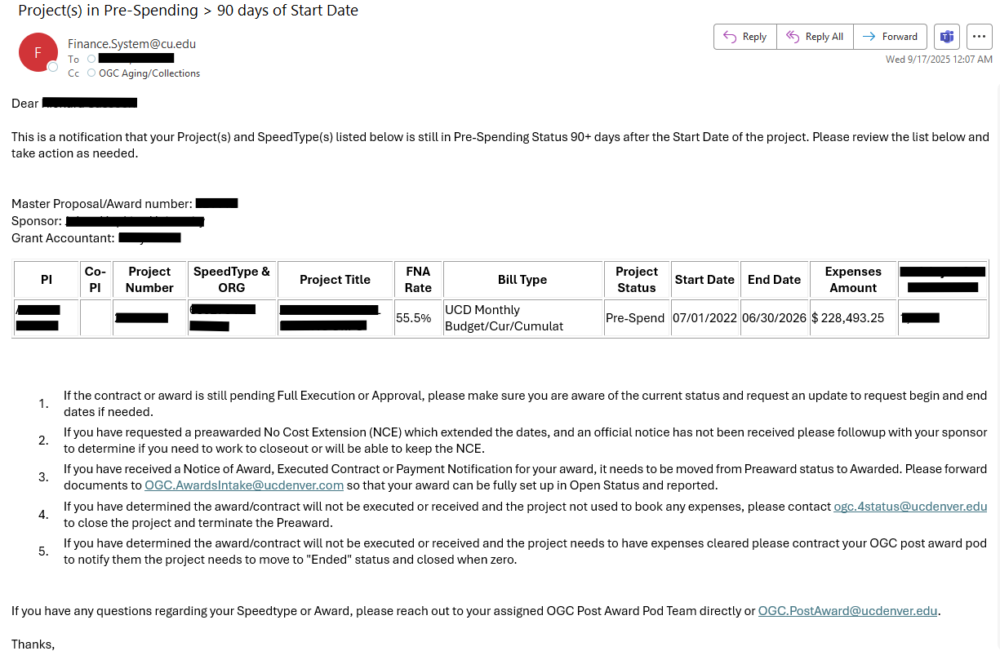 Project(s) in Pre-Spending > 90 days of Start Date
F
Finance.System@cu.edu
To
Cc OGC Aging/Collections
Reply
Reply All
Forward
Wed 9/17/2025 12:07 AM
Dear
This is a notification that your Project(s) and SpeedType(s) listed below is still in Pre-Spending Status 90+ days after the Start Date of the project. Please review the list below and
take action as needed.
Master Proposal/Award number:
Sponsor:
Grant Accountant:
PI
Co-
PI
Project
Number
SpeedType &
ORG
Project Title
FNA
Rate
Bill Type
Project
Status
Start Date
End Date
Expenses
Amount
55.5%
UCD Monthly
Budget/Cur/Cumulat
Pre-Spend
07/01/2022
06/30/2026
$ 228,493.25
1. If the contract or award is still pending Full Execution or Approval, please make sure you are aware of the current status and request an update to request begin and end
dates if needed.
2. If you have requested a preawarded No Cost Extension (NCE) which extended the dates, and an official notice has not been received please followup with your sponsor
to determine if you need to work to closeout or will be able to keep the NCE.
3. If you have received a Notice of Award, Executed Contract or Payment Notification for your award, it needs to be moved from Preaward status to Awarded. Please forward
documents to OGC.AwardsIntake@ucdenver.com so that your award can be fully set up in Open Status and reported.
4. If you have determined the award/contract will not be executed or received and the project not used to book any expenses, please contact ogc.4status@ucdenver.edu
to close the project and terminate the Preaward.
5. If you have determined the award/contract will not be executed or received and the project needs to have expenses cleared please contract your OGC post award pod
to notify them the project needs to move to "Ended" status and closed when zero.
If you have any questions regarding your Speedtype or Award, please reach out to your assigned OGC Post Award Pod Team directly or OGC.PostAward@ucdenver.edu.
Thanks,